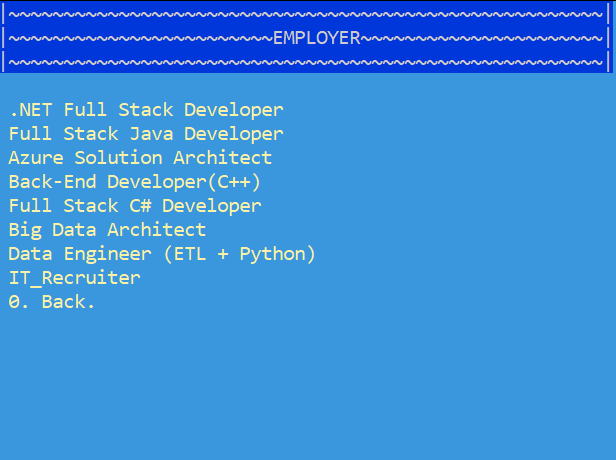 |~~~~~~~~~~~~~~~~~~~~~~~~~~~~~~~~~~~~~~~~~~~~~~~~~~~~~~|
|~~~~~~~~~~~~~~~~~~~~~~~~EMPLOYER~~~~~~~~~~~~~~~~~~~~~~|
|~~~~~~~~~~~~~~~~~~~~~~~~~~~~~~~~~~~~~~~~~~~~~~~~~~~~~~|
.NET Full Stack Developer
Full Stack Java Developer
Azure Solution Architect
Back-End Developer(C++)
Full Stack C# Developer
Big Data Architect
Data Engineer (ETL + Python)
IT_Recruiter
0. Back.